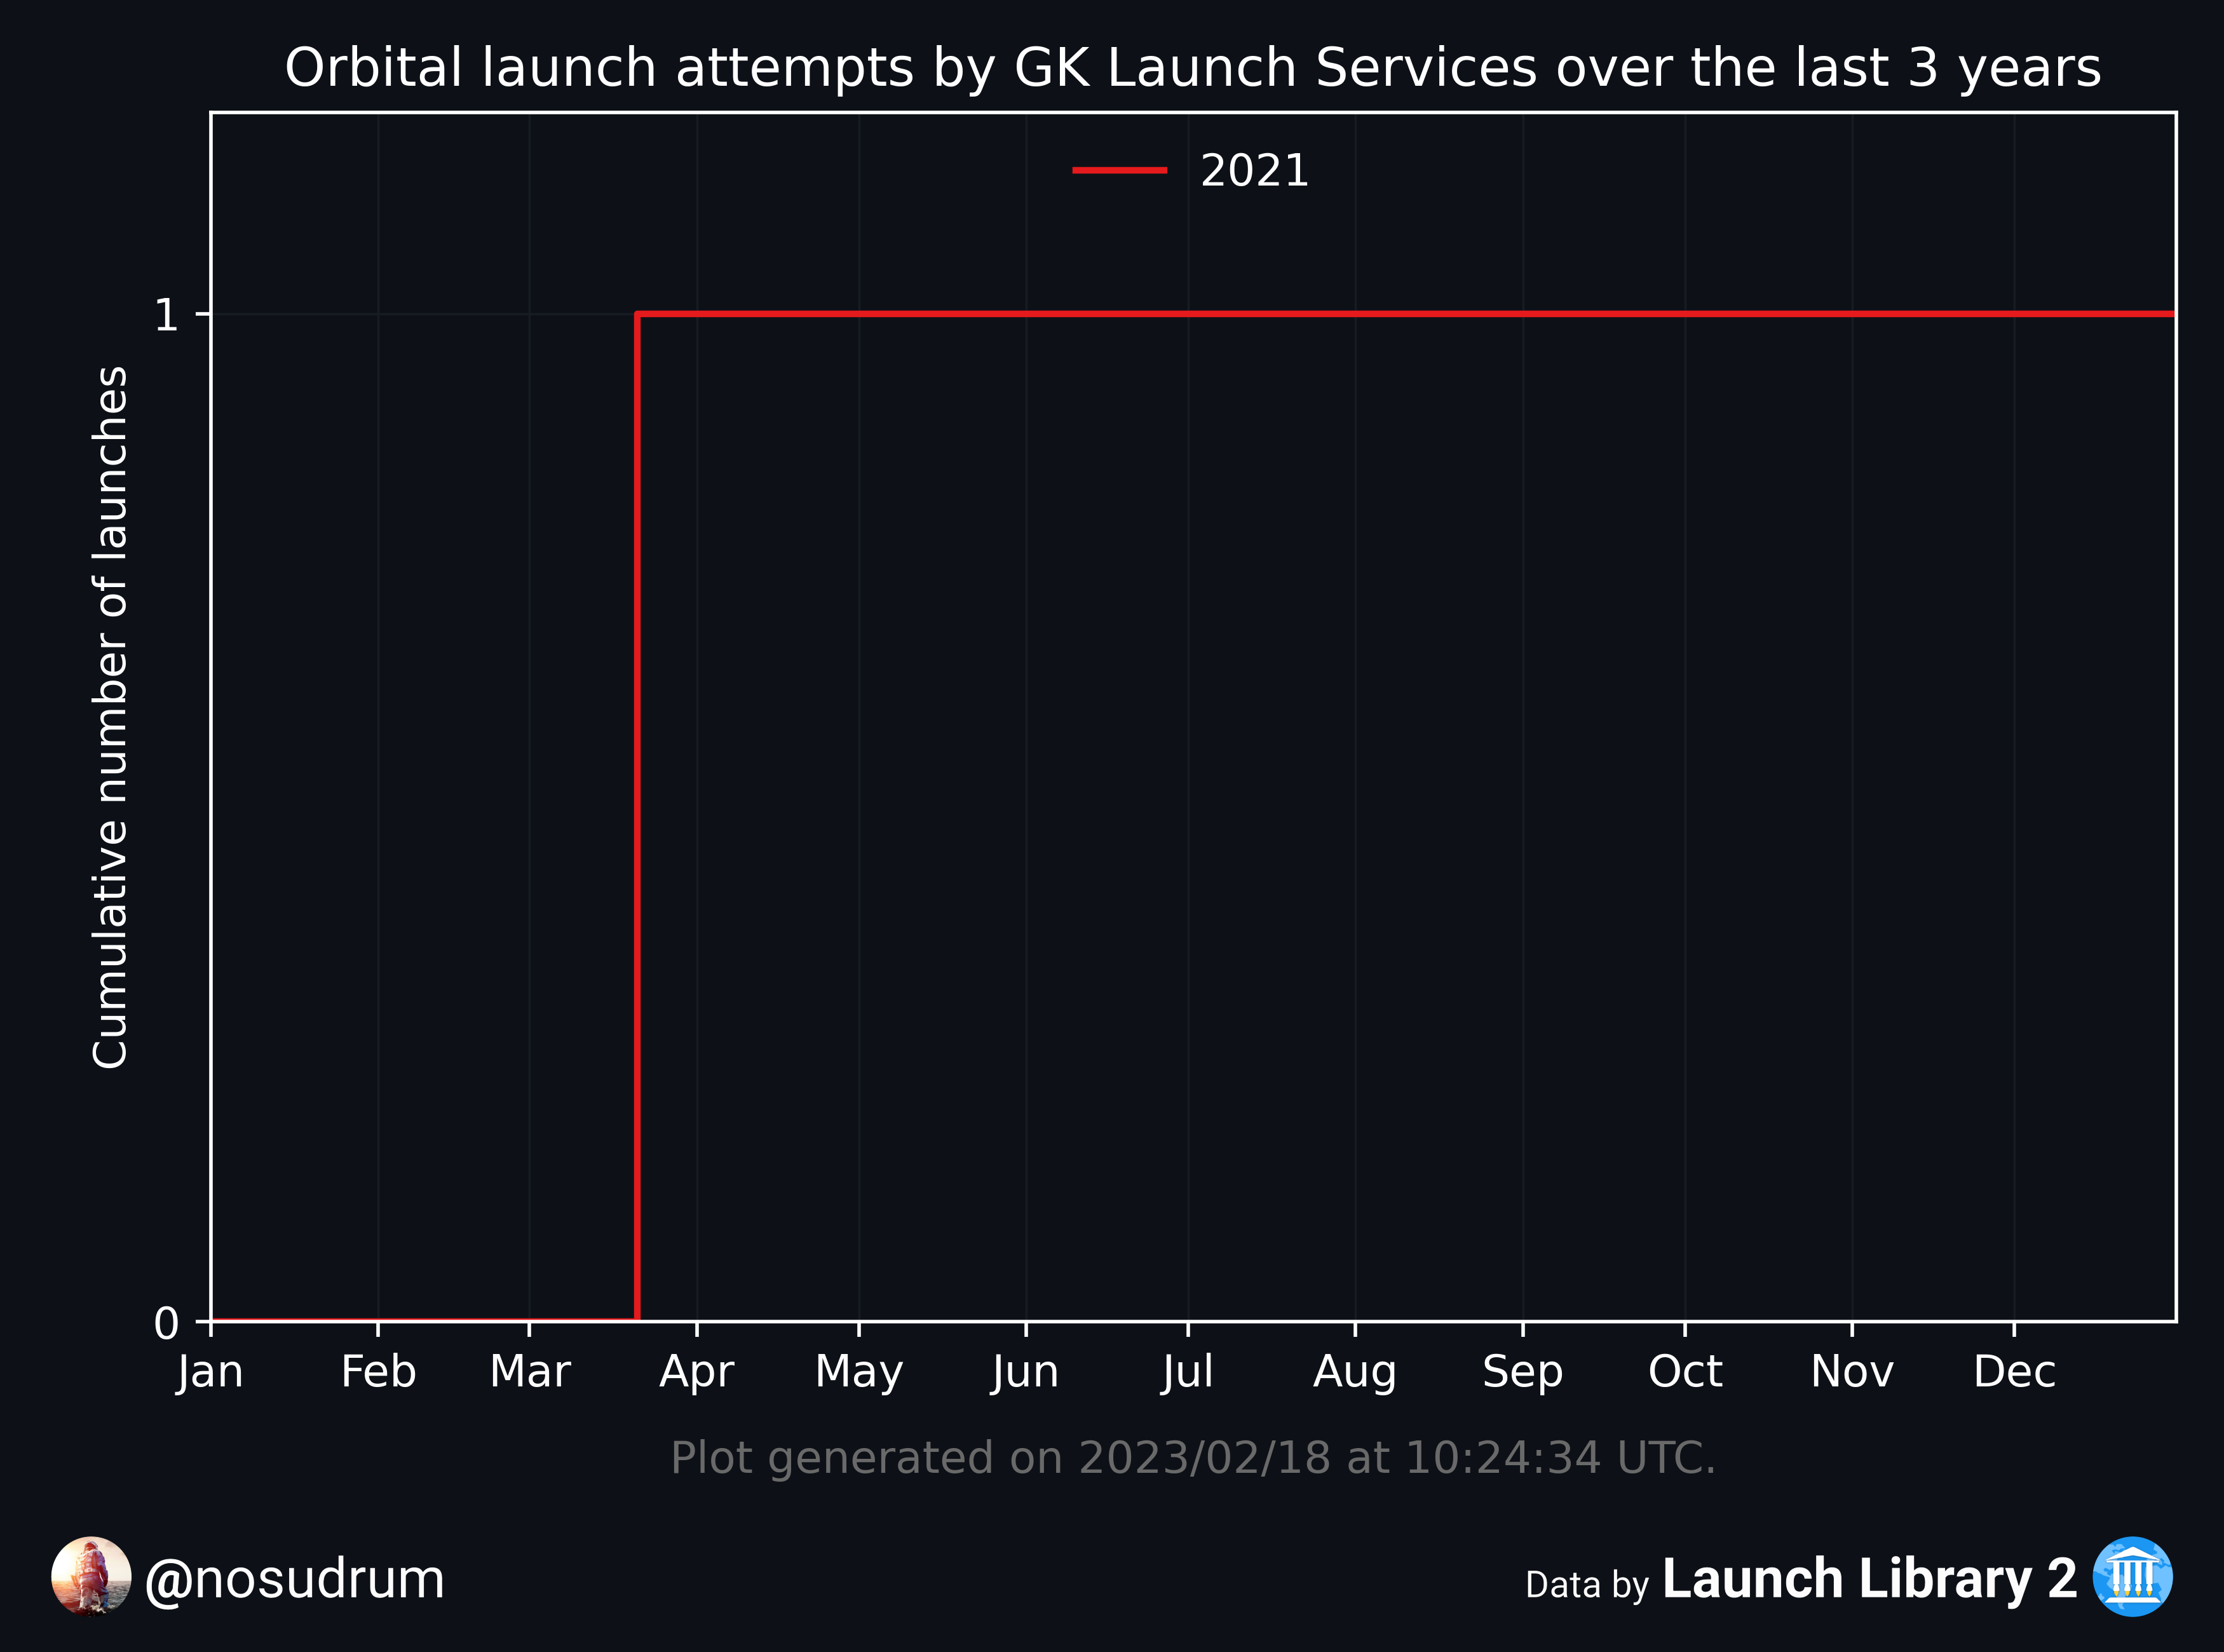 Orbital launch attempts by GK Launch Services over the last 3 years
2021
1
Cumulative number of launches
0
Jan Feb Mar Apr May Jun Jul Aug Sep Oct Nov Dec
Plot generated on 2023/02/18 at 10:24:34 UTC.
@nosudrum
Data by Launch Library 2